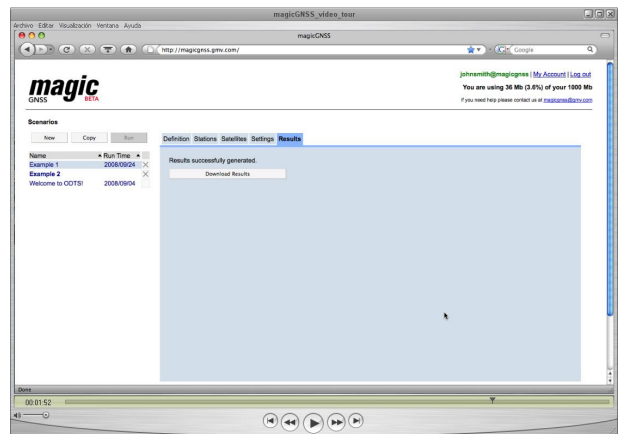 magicGNSS_video_tour
Archivo Editar Visualización Ventana Ayuda
magicGNSS
http://magicgnss.gmv.com/
Google
johnsmith@magicgnss | My Account | Log out
magic
GNSS BETA
You are using 36 Mb (3.6%) of your 1000 Mb
If you need help please contact us at magicgnss@gmv.com
Scenarios
New Copy Run
Definition Stations Satellites Settings Results
Name Run Time
Example 1 2008/09/24
Example 2
Welcome to ODTS! 2008/09/04
Results successfully generated.
Download Results
Done
00:01:52